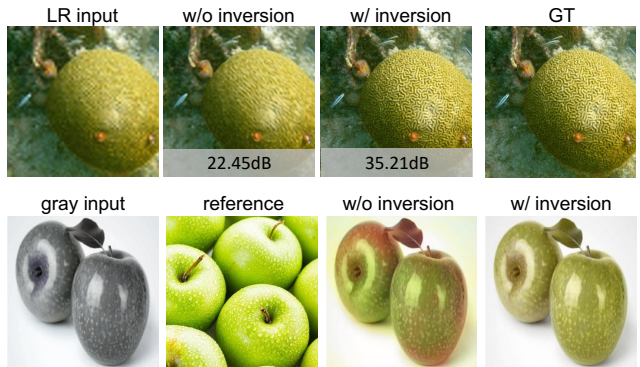 LR input w/o inversion w/ inversion GT
22.45dB 35.21dB
gray input reference w/o inversion w/ inversion